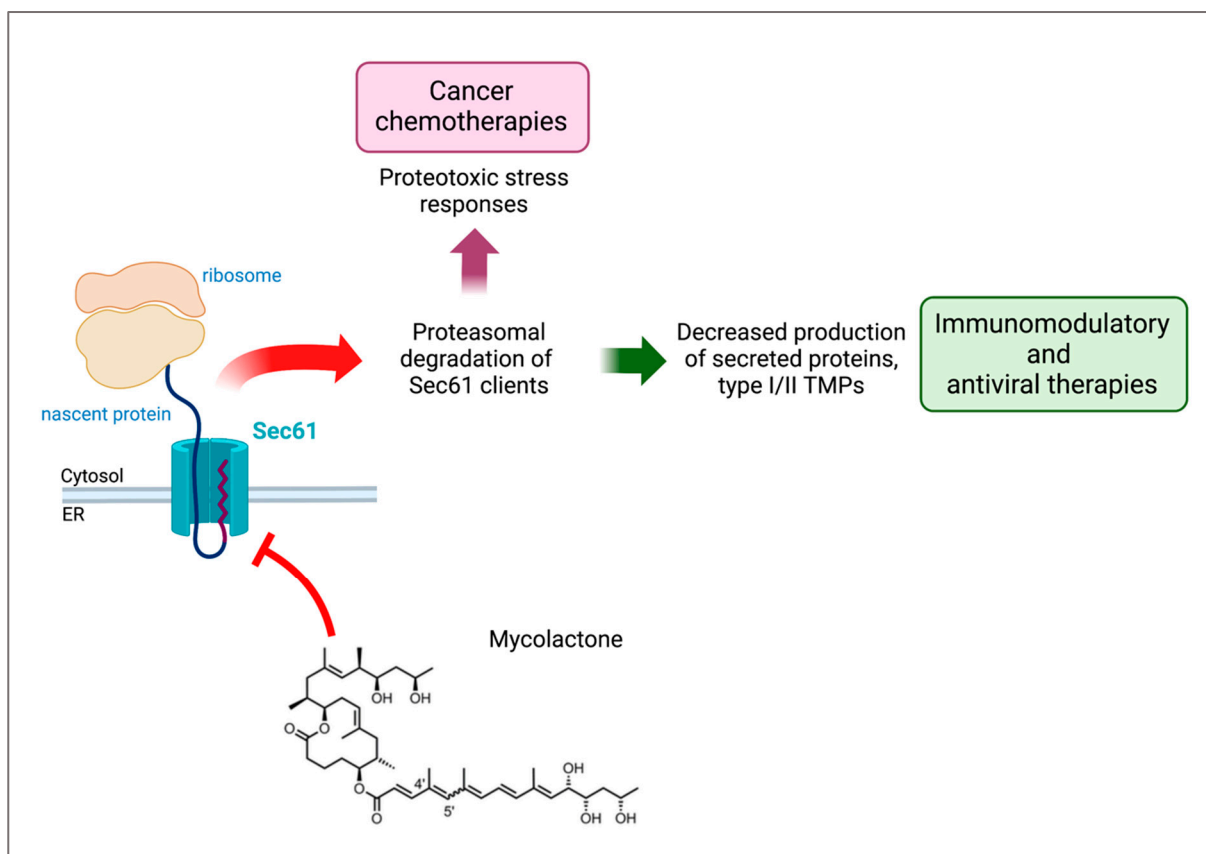 Cancer
chemotherapies
Proteotoxic stress
responses
ribosome
Proteasomal
degradation of
Sec61 clients
Decreased production
of secreted proteins,
type I/II TMPs
Immunomodulatory
and
antiviral therapies
nascent protein
Sec61
Cytosol
ER
Mycolactone
OH
OH
O
O
O
O
4'
5'
OH
OH
OH